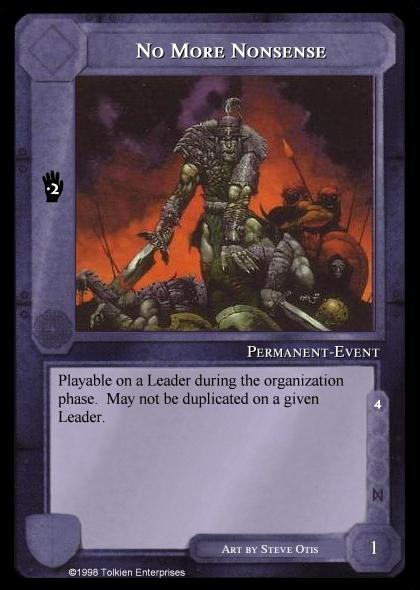 No More Nonsense
-2
Permanent-Event
Playable on a Leader during the organization
phase. May not be duplicated on a given
Leader.
4
Art by Steve Otis
1
©1998 Tolkien Enterprises